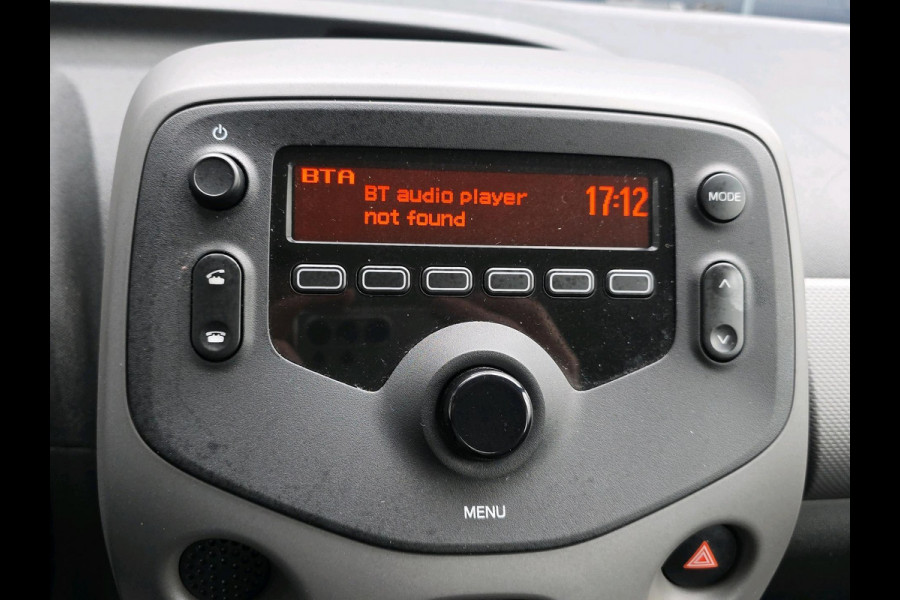 BTA
BT audio player
not found
17:12
MODE
MENU